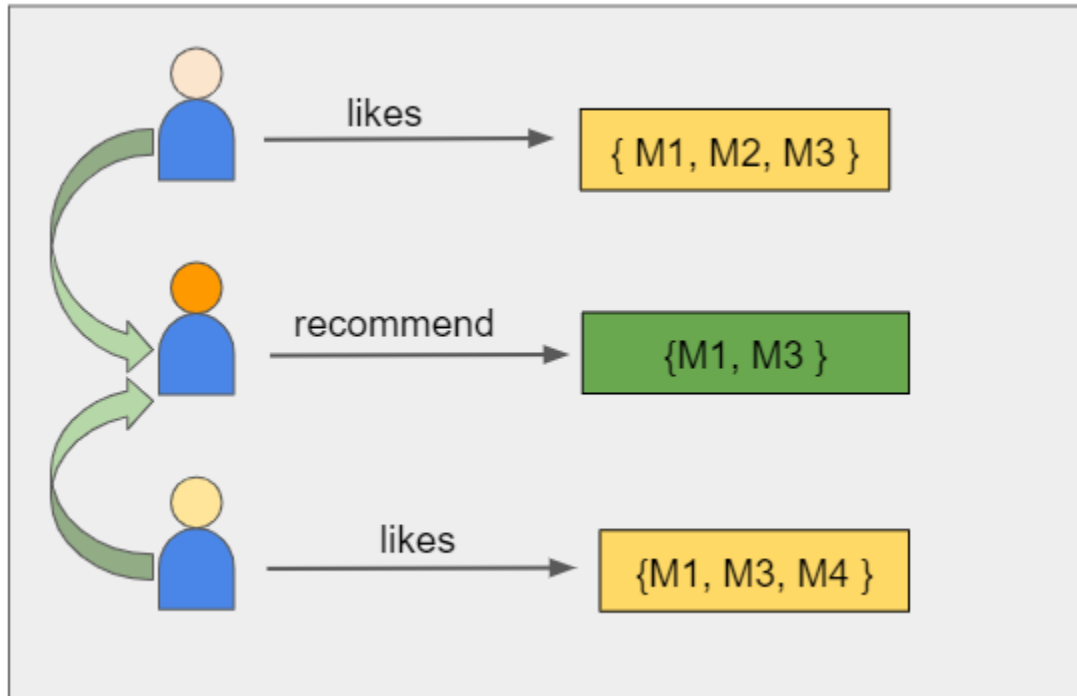 likes
{ M1, M2, M3 }
recommend
{M1, M3 }
likes
{M1, M3, M4 }